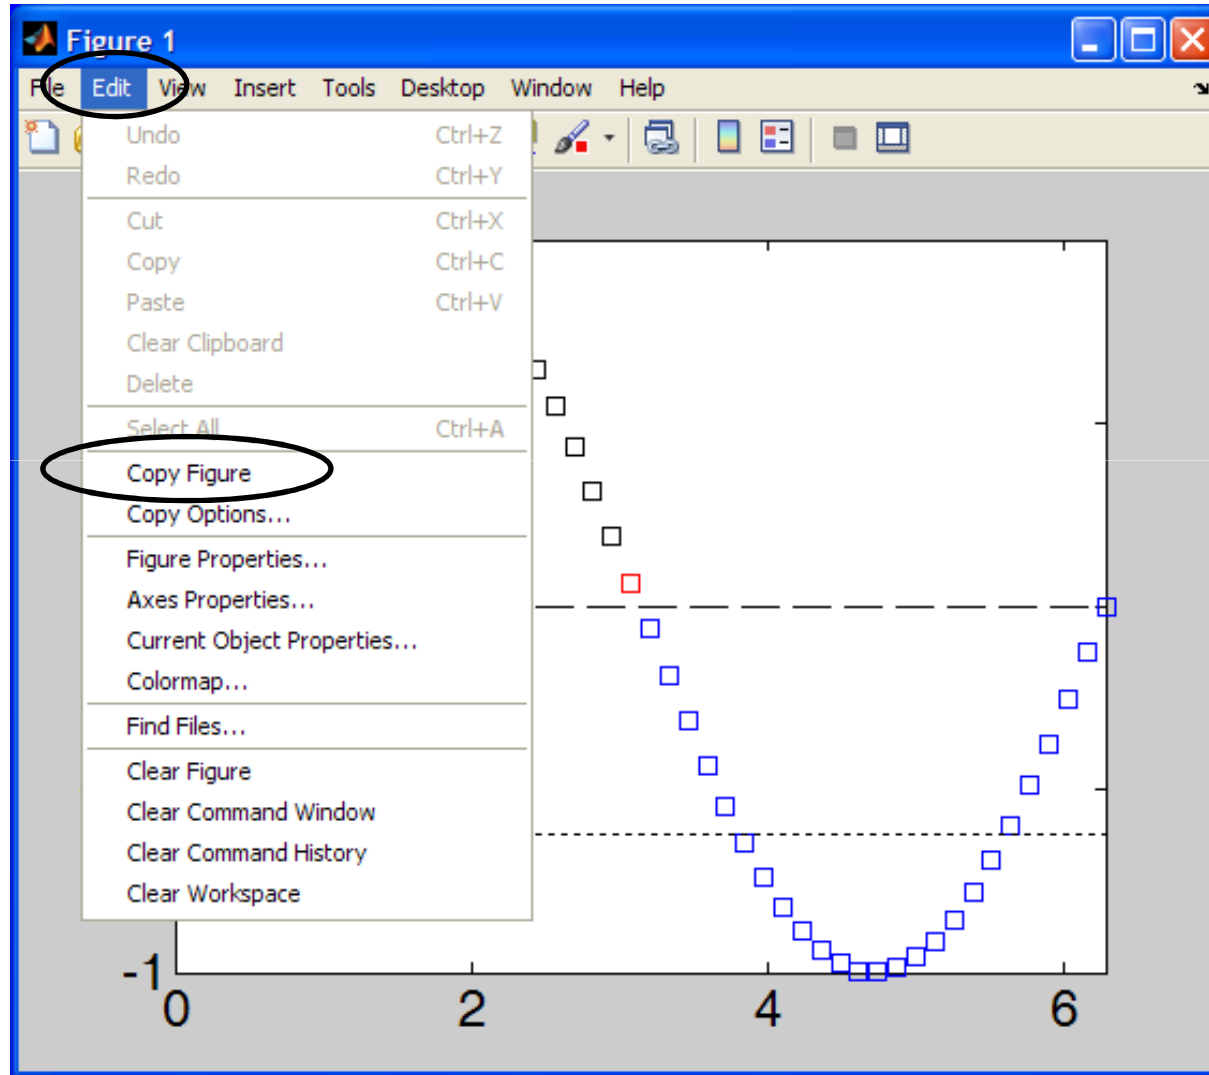 Figure 1
File Edit View Insert Tools Desktop Window Help
Undo Ctrl+Z
Redo Ctrl+Y
Cut Ctrl+X
Copy Ctrl+C
Paste Ctrl+V
Clear Clipboard
Delete
Select All Ctrl+A
Copy Figure
Copy Options...
Figure Properties...
Axes Properties...
Current Object Properties...
Colormap...
Find Files...
Clear Figure
Clear Command Window
Clear Command History
Clear Workspace
-1
0 2 4 6